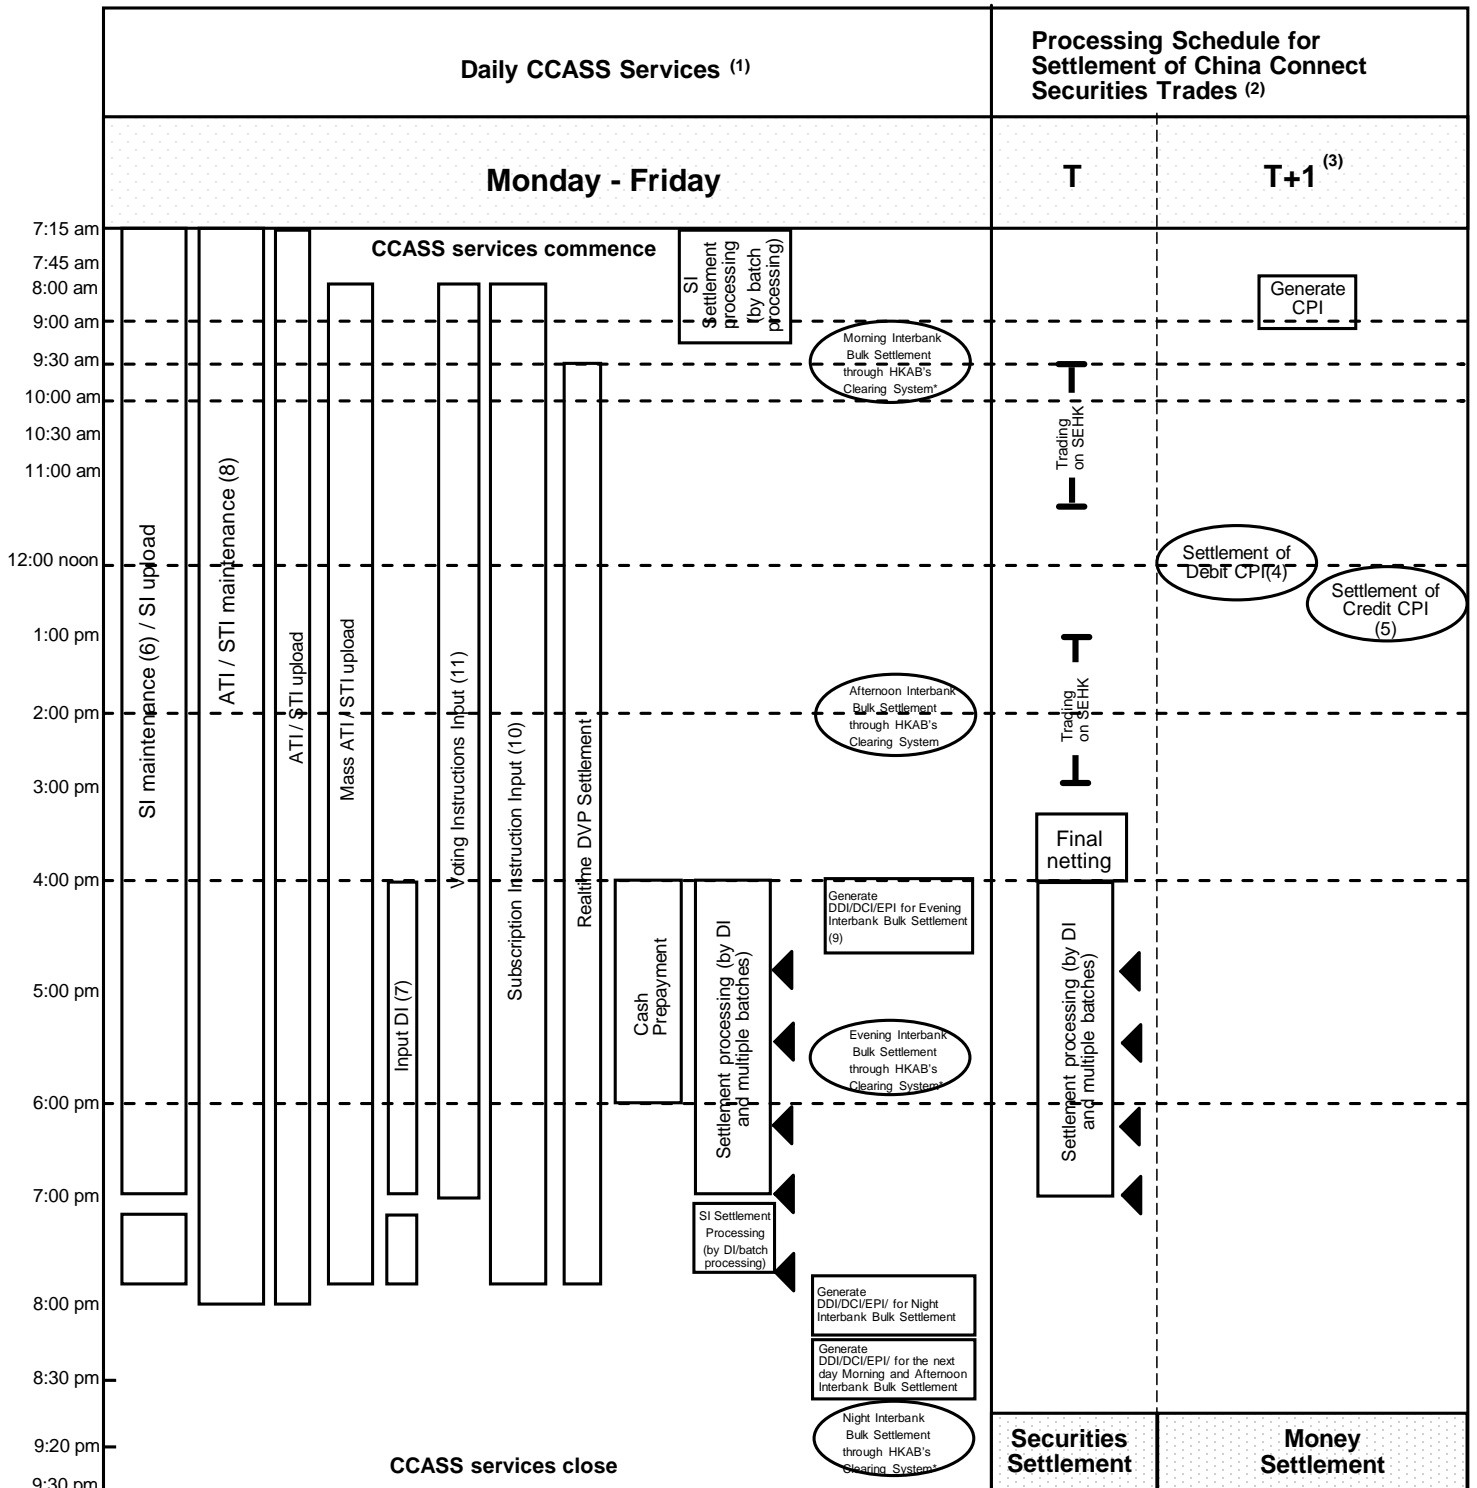 Daily CCASS Services (1)
Processing Schedule for
Settlement of China Connect
Securities Trades (2)
Monday - Friday
T
T+1 (3)
7:15 am
7:45 am
8:00 am
9:00 am
9:30 am
10:00 am
10:30 am
11:00 am
12:00 noon
1:00 pm
2:00 pm
3:00 pm
4:00 pm
5:00 pm
6:00 pm
7:00 pm
8:00 pm
8:30 pm
9:20 pm
9:30 pm
CCASS services commence
SI maintenance (6) / SI upload
ATI / STI maintenance (8)
ATI / STI upload
Mass ATI / STI upload
Input DI (7)
Voting Instructions Input (11)
Subscription Instruction Input (10)
Realtime DVP Settlement
Cash
Prepayment
SI
Settlement
processing
(by batch
processing)
Settlement processing (by DI
and multiple batches)
SI Settlement
Processing
(by DI/batch
processing)
Morning Interbank
Bulk Settlement
through HKAB's
Clearing System*
Afternoon Interbank
Bulk Settlement
through HKAB's
Clearing System
Generate
DDI/DCI/EPI for Evening
Interbank Bulk Settlement
(9)
Evening Interbank
Bulk Settlement
through HKAB's
Clearing System*
Generate
DDI/DCI/EPI/ for Night
Interbank Bulk Settlement
Generate
DDI/DCI/EPI/ for the next
day Morning and Afternoon
Interbank Bulk Settlement
Night Interbank
Bulk Settlement
through HKAB's
Clearing System*
CCASS services close
Trading
on SEHK
Trading
on SEHK
Final
netting
Settlement processing (by DI
and multiple batches)
Generate
CPI
Settlement of
Debit CPI(4)
Settlement of
Credit CPI
(5)
Securities
Settlement
Money
Settlement